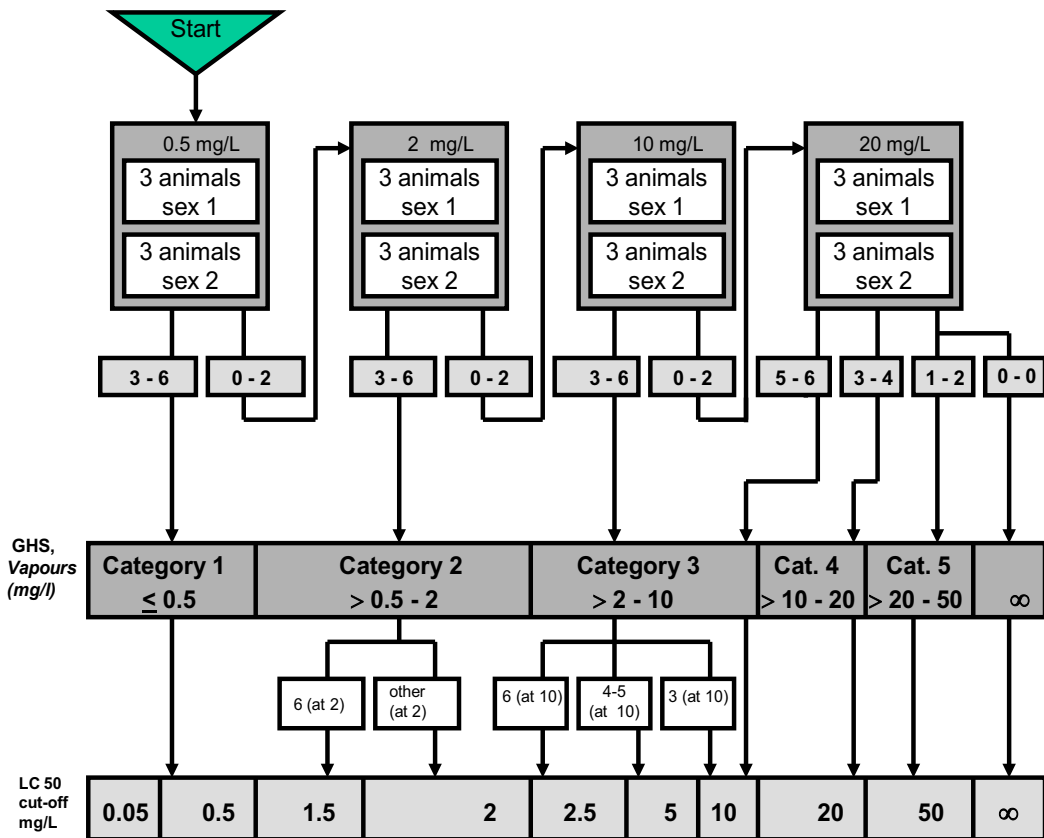 Start
0.5 mg/L
3 animals
sex 1
3 animals
sex 2
2 mg/L
3 animals
sex 1
3 animals
sex 2
10 mg/L
3 animals
sex 1
3 animals
sex 2
20 mg/L
3 animals
sex 1
3 animals
sex 2
3 - 6
0 - 2
3 - 6
0 - 2
3 - 6
0 - 2
5 - 6
3 - 4
1 - 2
0 - 0
GHS,
Vapours
(mg/l)
Category 1
≤ 0.5
Category 2
> 0.5 - 2
Category 3
> 2 - 10
Cat. 4
> 10 - 20
Cat. 5
> 20 - 50
∞
6 (at 2)
other
(at 2)
6 (at 10)
4-5
(at 10)
3 (at 10)
LC 50
cut-off
mg/L
0.05
0.5
1.5
2
2.5
5
10
20
50
∞